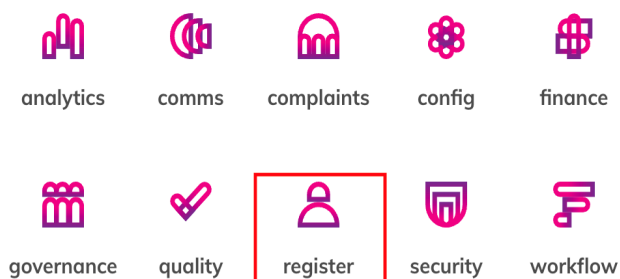 analytics comms complaints config finance
governance quality register security workflow